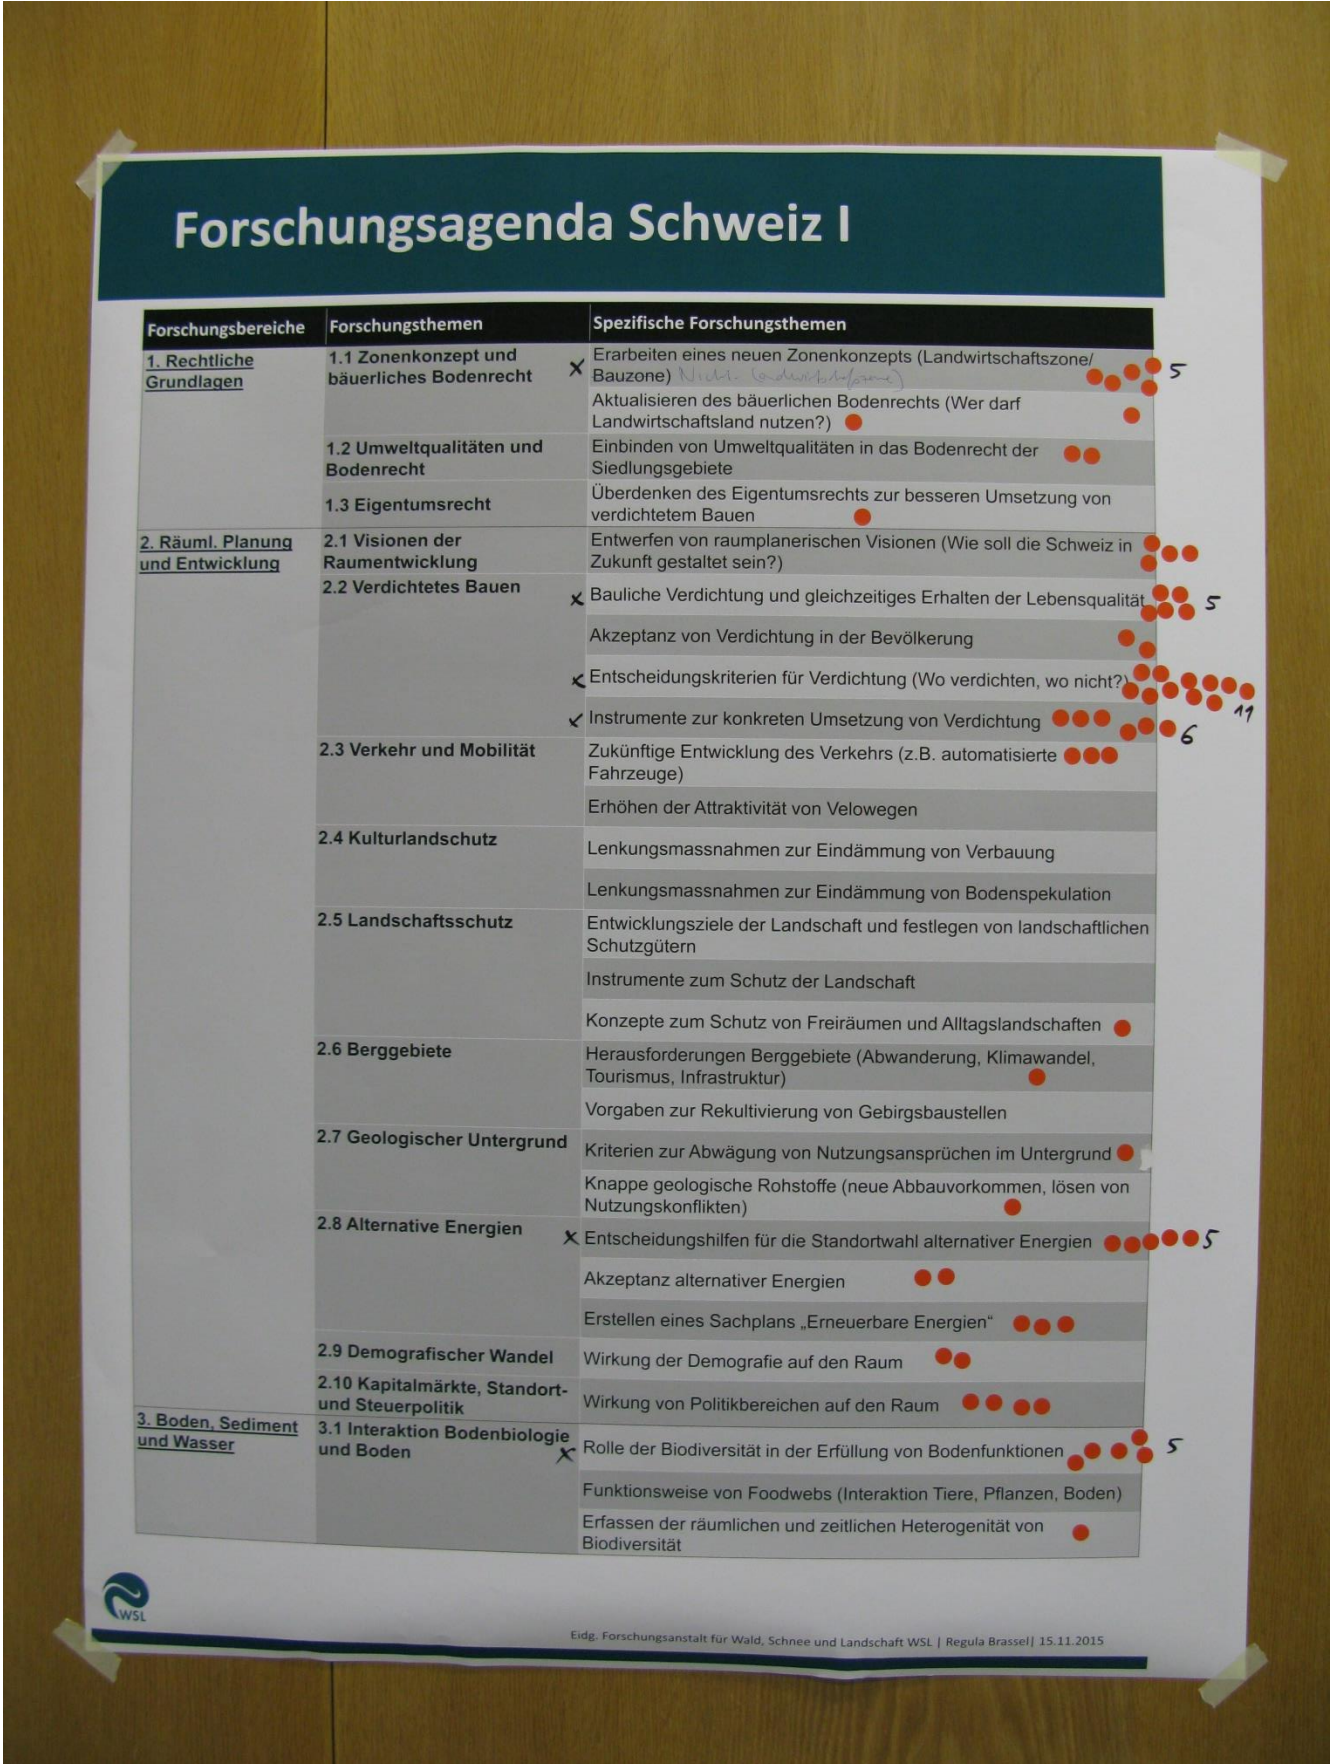 Forschungsagenda Schweiz I
Forschungsbereiche Forschungsthemen Spezifische Forschungsthemen
1. Rechtliche
Grundlagen
1.1 Zonenkonzept und
bäuerliches Bodenrecht
x Erarbeiten eines neuen Zonenkonzepts (Landwirtschaftszone/
Bauzone) Nicht-
5
Aktualisieren des bäuerlichen Bodenrechts (Wer darf
Landwirtschaftsland nutzen?)
1.2 Umweltqualitäten und
Bodenrecht
Einbinden von Umweltqualitäten in das Bodenrecht der
Siedlungsgebiete
1.3 Eigentumsrecht
Überdenken des Eigentumsrechts zur besseren Umsetzung von
verdichtetem Bauen
2. Räuml. Planung
und Entwicklung
2.1 Visionen der
Raumentwicklung
Entwerfen von raumplanerischen Visionen (Wie soll die Schweiz in
Zukunft gestaltet sein?)
2.2 Verdichtetes Bauen
x Bauliche Verdichtung und gleichzeitiges Erhalten der Lebensqualität 5
Akzeptanz von Verdichtung in der Bevölkerung
x Entscheidungskriterien für Verdichtung (Wo verdichten, wo nicht?) 11
Instrumente zur konkreten Umsetzung von Verdichtung 6
2.3 Verkehr und Mobilität
Zukünftige Entwicklung des Verkehrs (z.B. automatisierte
Fahrzeuge)
Erhöhen der Attraktivität von Velowegen
2.4 Kulturlandschutz
Lenkungsmassnahmen zur Eindämmung von Verbauung
Lenkungsmassnahmen zur Eindämmung von Bodenspekulation
2.5 Landschaftsschutz
Entwicklungsziele der Landschaft und festlegen von landschaftlichen
Schutzgütern
Instrumente zum Schutz der Landschaft
Konzepte zum Schutz von Freiräumen und Alltagslandschaften
2.6 Berggebiete
Herausforderungen Berggebiete (Abwanderung, Klimawandel,
Tourismus, Infrastruktur)
Vorgaben zur Rekultivierung von Gebirgsbaustellen
2.7 Geologischer Untergrund
Kriterien zur Abwägung von Nutzungsansprüchen im Untergrund
Knappe geologische Rohstoffe (neue Abbauvorkommen, lösen von
Nutzungskonflikten)
2.8 Alternative Energien
x Entscheidungshilfen für die Standortwahl alternativer Energien 5
Akzeptanz alternativer Energien
Erstellen eines Sachplans „Erneuerbare Energien“
2.9 Demografischer Wandel
Wirkung der Demografie auf den Raum
2.10 Kapitalmärkte, Standort-
und Steuerpolitik
Wirkung von Politikbereichen auf den Raum
3. Boden, Sediment
und Wasser
3.1 Interaktion Bodenbiologie
und Boden
x Rolle der Biodiversität in der Erfüllung von Bodenfunktionen 5
Funktionsweise von Foodwebs (Interaktion Tiere, Pflanzen, Boden)
Erfassen der räumlichen und zeitlichen Heterogenität von
Biodiversität
WSL
Eidg. Forschungsanstalt für Wald, Schnee und Landschaft WSL | Regula Brassel| 15.11.2015